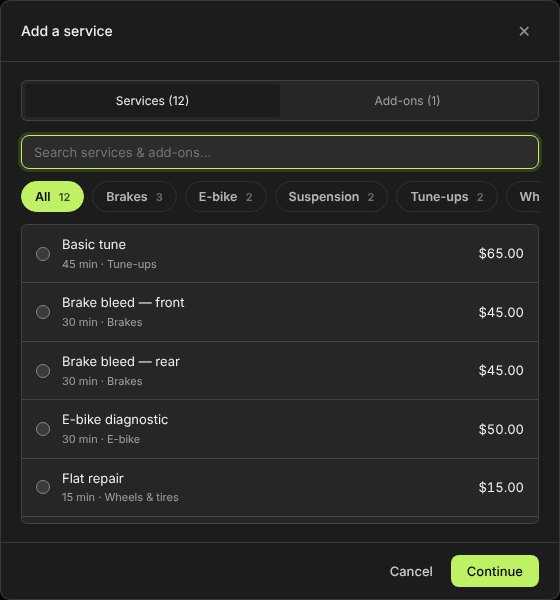 Add a service
Services (12)
Add-ons (1)
Search services & add-ons...
All 12
Brakes 3
E-bike 2
Suspension 2
Tune-ups 2
Wh
Basic tune
$65.00
45 min · Tune-ups
Brake bleed — front
$45.00
30 min · Brakes
Brake bleed — rear
$45.00
30 min · Brakes
E-bike diagnostic
$50.00
30 min · E-bike
Flat repair
$15.00
15 min · Wheels & tires
Cancel
Continue